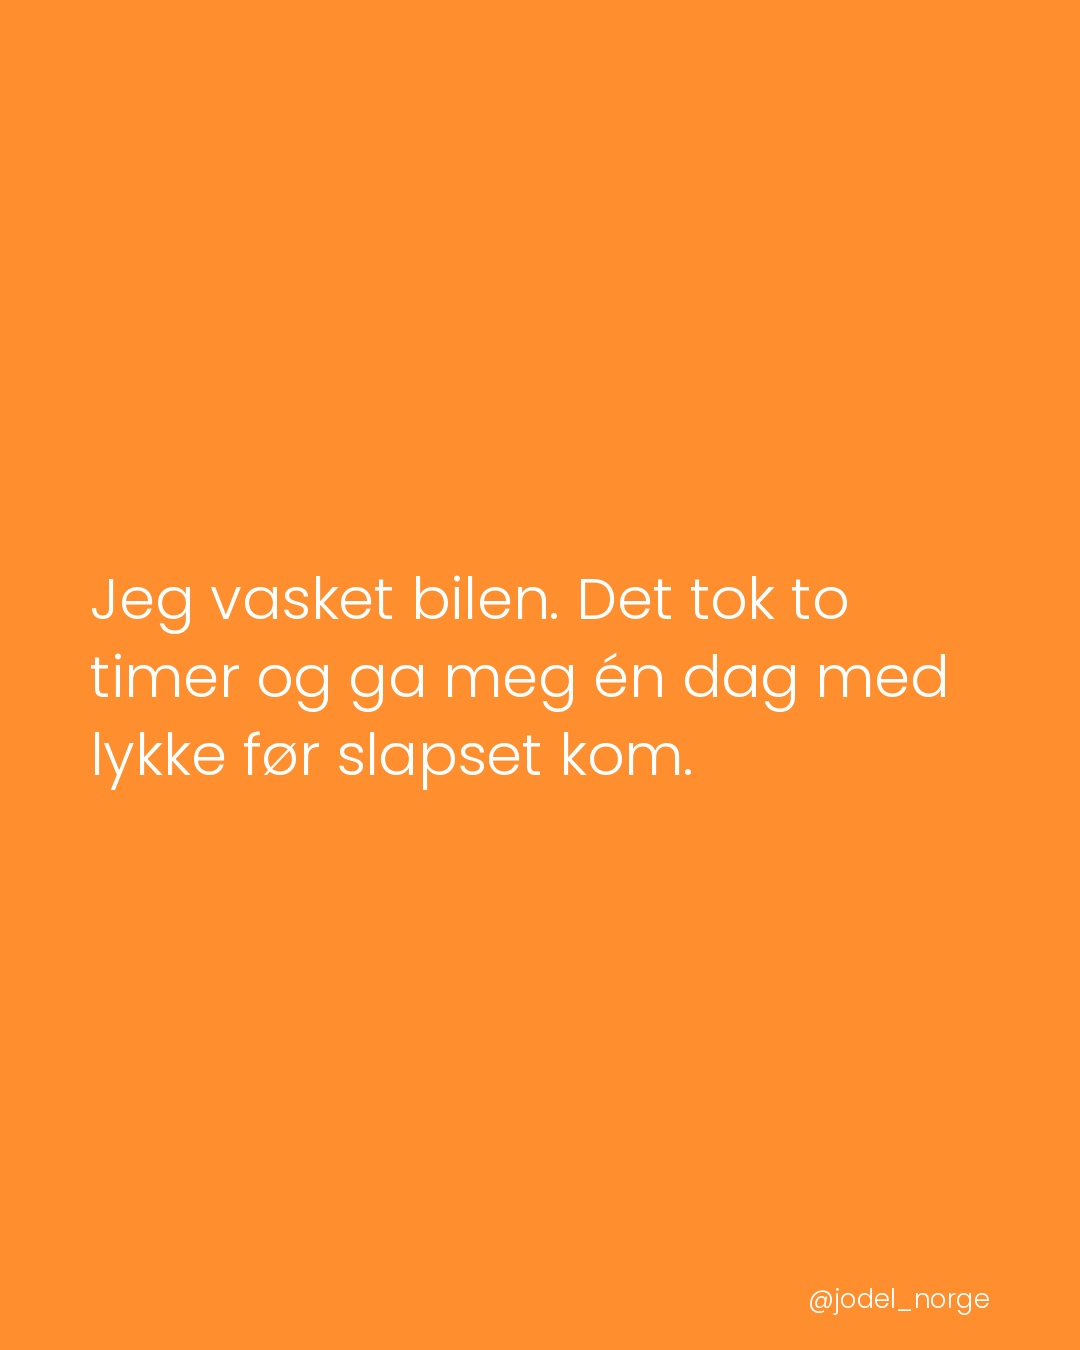 Jeg vasket bilen. Det tok to
timer og ga meg én dag med
lykke før slapset kom.
@jodel_norge